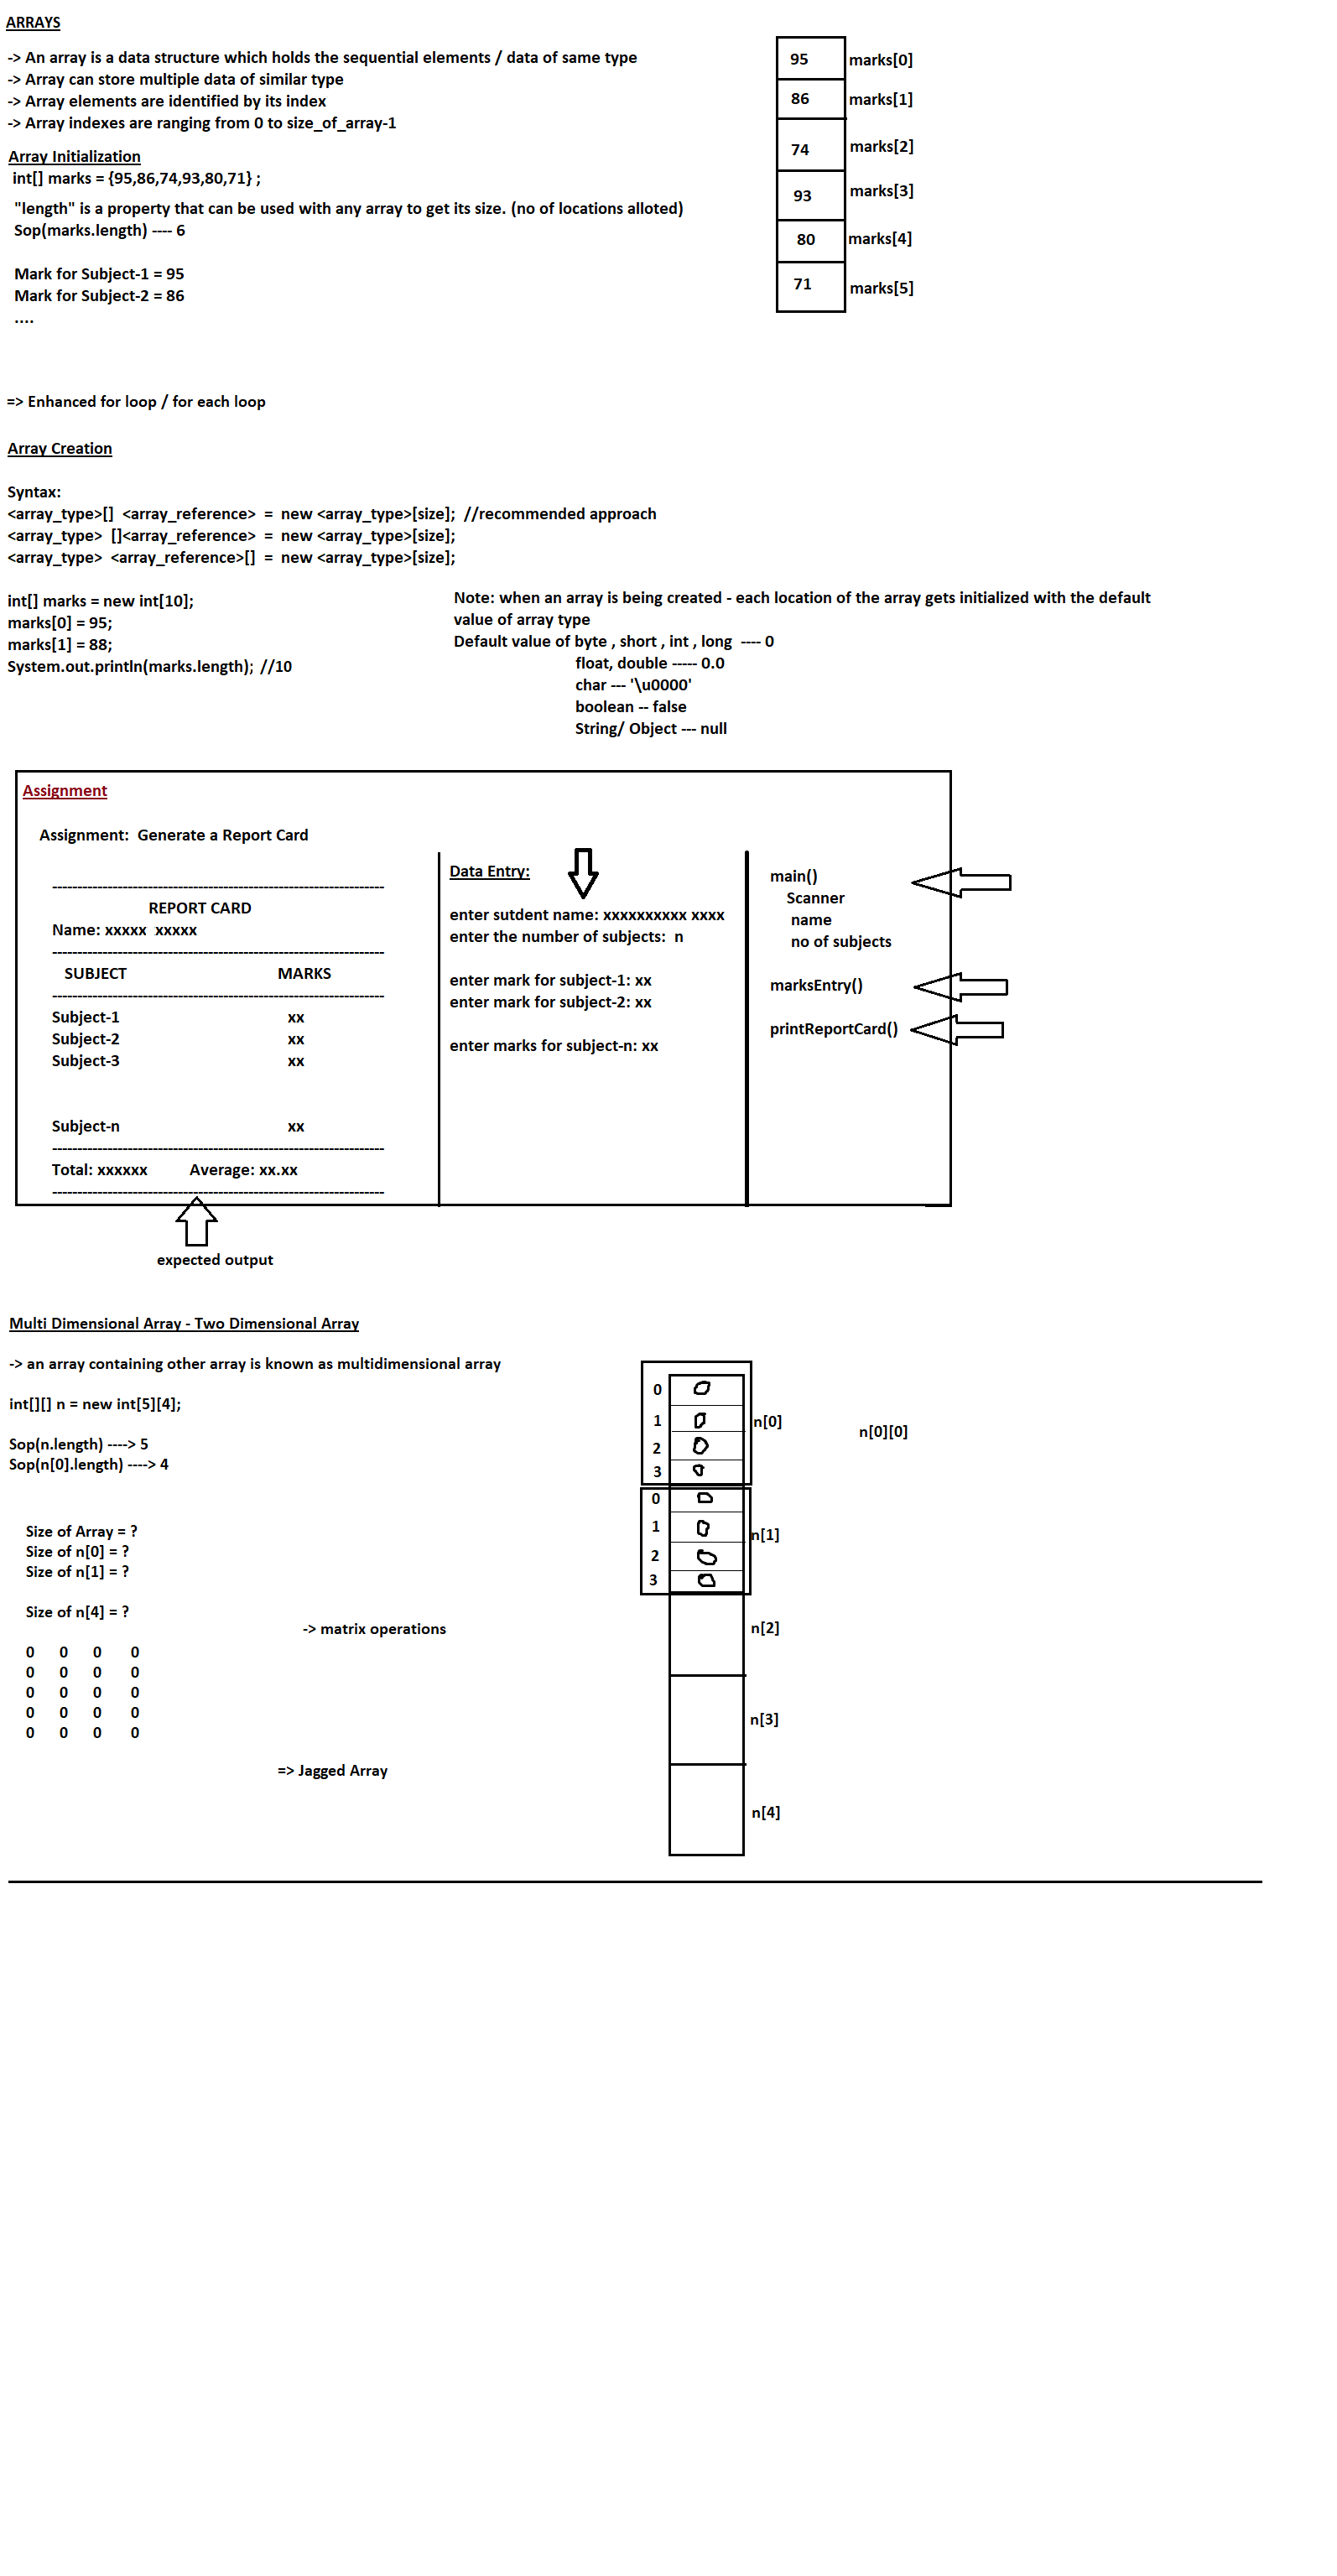 ARRAYS
-> An array is a data structure which holds the sequential elements / data of same type
-> Array can store multiple data of similar type
-> Array elements are identified by its index
-> Array indexes are ranging from 0 to size_of_array-1
Array Initialization
int[] marks = {95,86,74,93,80,71} ;
"length" is a property that can be used with any array to get its size. (no of locations alloted)
Sop(marks.length) ---- 6
Mark for Subject-1 = 95
Mark for Subject-2 = 86
....
95 marks[0]
86 marks[1]
74 marks[2]
93 marks[3]
80 marks[4]
71 marks[5]
=> Enhanced for loop / for each loop
Array Creation
Syntax:
<array_type>[]  <array_reference>  =  new <array_type>[size];  //recommended approach
<array_type>  []<array_reference>  =  new <array_type>[size];
<array_type>  <array_reference>[]  =  new <array_type>[size];
int[] marks = new int[10];
marks[0] = 95;
marks[1] = 88;
System.out.println(marks.length);  //10
Note: when an array is being created - each location of the array gets initialized with the default
value of array type
Default value of byte , short , int , long  ---- 0
float, double ----- 0.0
char --- '\u0000'
boolean -- false
String/ Object --- null
Assignment
Assignment:  Generate a Report Card
------------------------------------------------------------------
REPORT CARD
Name: xxxxx  xxxxx
------------------------------------------------------------------
SUBJECT MARKS
------------------------------------------------------------------
Subject-1 xx
Subject-2 xx
Subject-3 xx
Subject-n xx
------------------------------------------------------------------
Total: xxxxxx Average: xx.xx
------------------------------------------------------------------
expected output
Data Entry:
enter sutdent name: xxxxxxxxxx xxxx
enter the number of subjects:  n
enter mark for subject-1: xx
enter mark for subject-2: xx
enter marks for subject-n: xx
main()
Scanner
name
no of subjects
marksEntry()
printReportCard()
Multi Dimensional Array - Two Dimensional Array
-> an array containing other array is known as multidimensional array
int[][] n = new int[5][4];
Sop(n.length) ----> 5
Sop(n[0].length) ----> 4
Size of Array = ?
Size of n[0] = ?
Size of n[1] = ?
Size of n[4] = ?
-> matrix operations
0 0 0 0
0 0 0 0
0 0 0 0
0 0 0 0
0 0 0 0
=> Jagged Array
0 0
1 0 n[0] n[0][0]
2 0
3 0
0 0
1 0 n[1]
2 0
3 0
n[2]
n[3]
n[4]